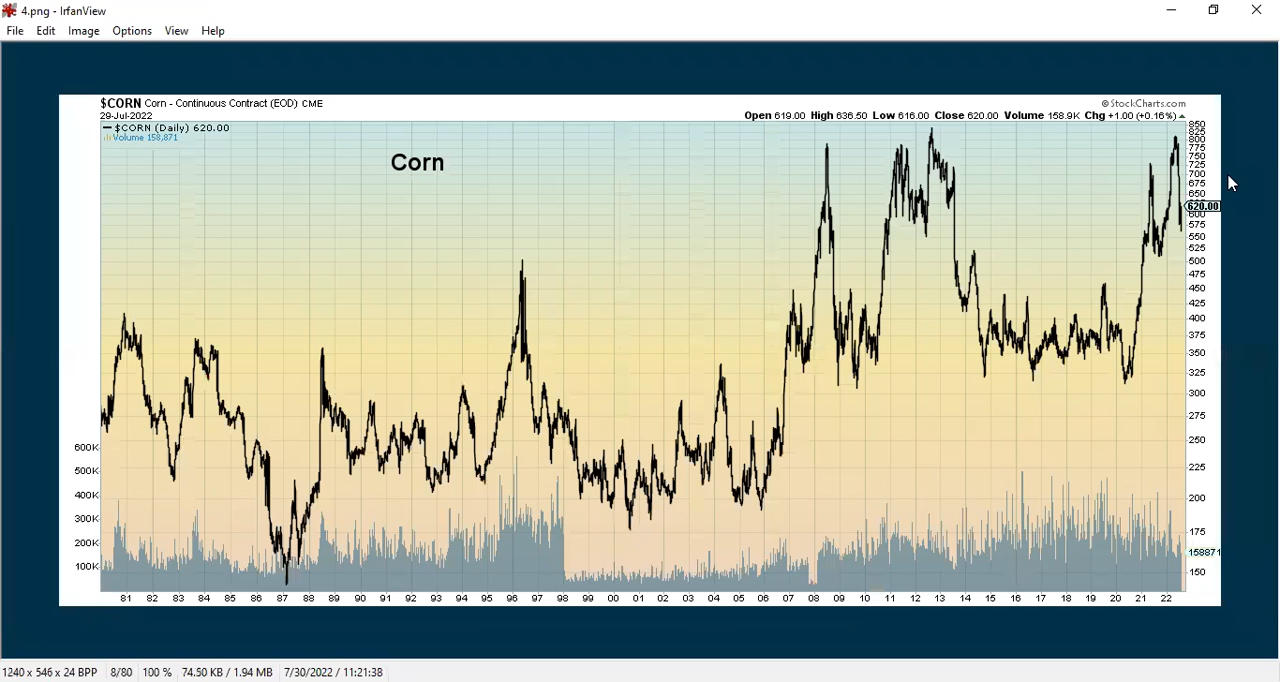 4.png - IrfanView
File Edit Image Options View Help
$CORN Corn - Continuous Contract (EOD) CME
©StockCharts.com
29-Jul-2022
Open 619.00 High 636.50 Low 616.00 Close 620.00 Volume 158.9K Chg +1.00 (+0.16%)
$CORN (Daily) 620.00
Volume 158,871
Corn
850
825
800
775
750
725
700
675
620.00
600
575
550
525
500
475
450
425
400
375
350
325
300
275
250
225
200
175
158871
150
600K
500K
400K
300K
200K
100K
81 82 83 84 85 86 87 88 89 90 91 92 93 94 95 96 97 98 99 00 01 02 03 04 05 06 07 08 09 10 11 12 13 14 15 16 17 18 19 20 21 22
1240 x 546 x 24 BPP 8/80 100 % 74.50 KB / 1.94 MB 7/30/2022 / 11:21:38